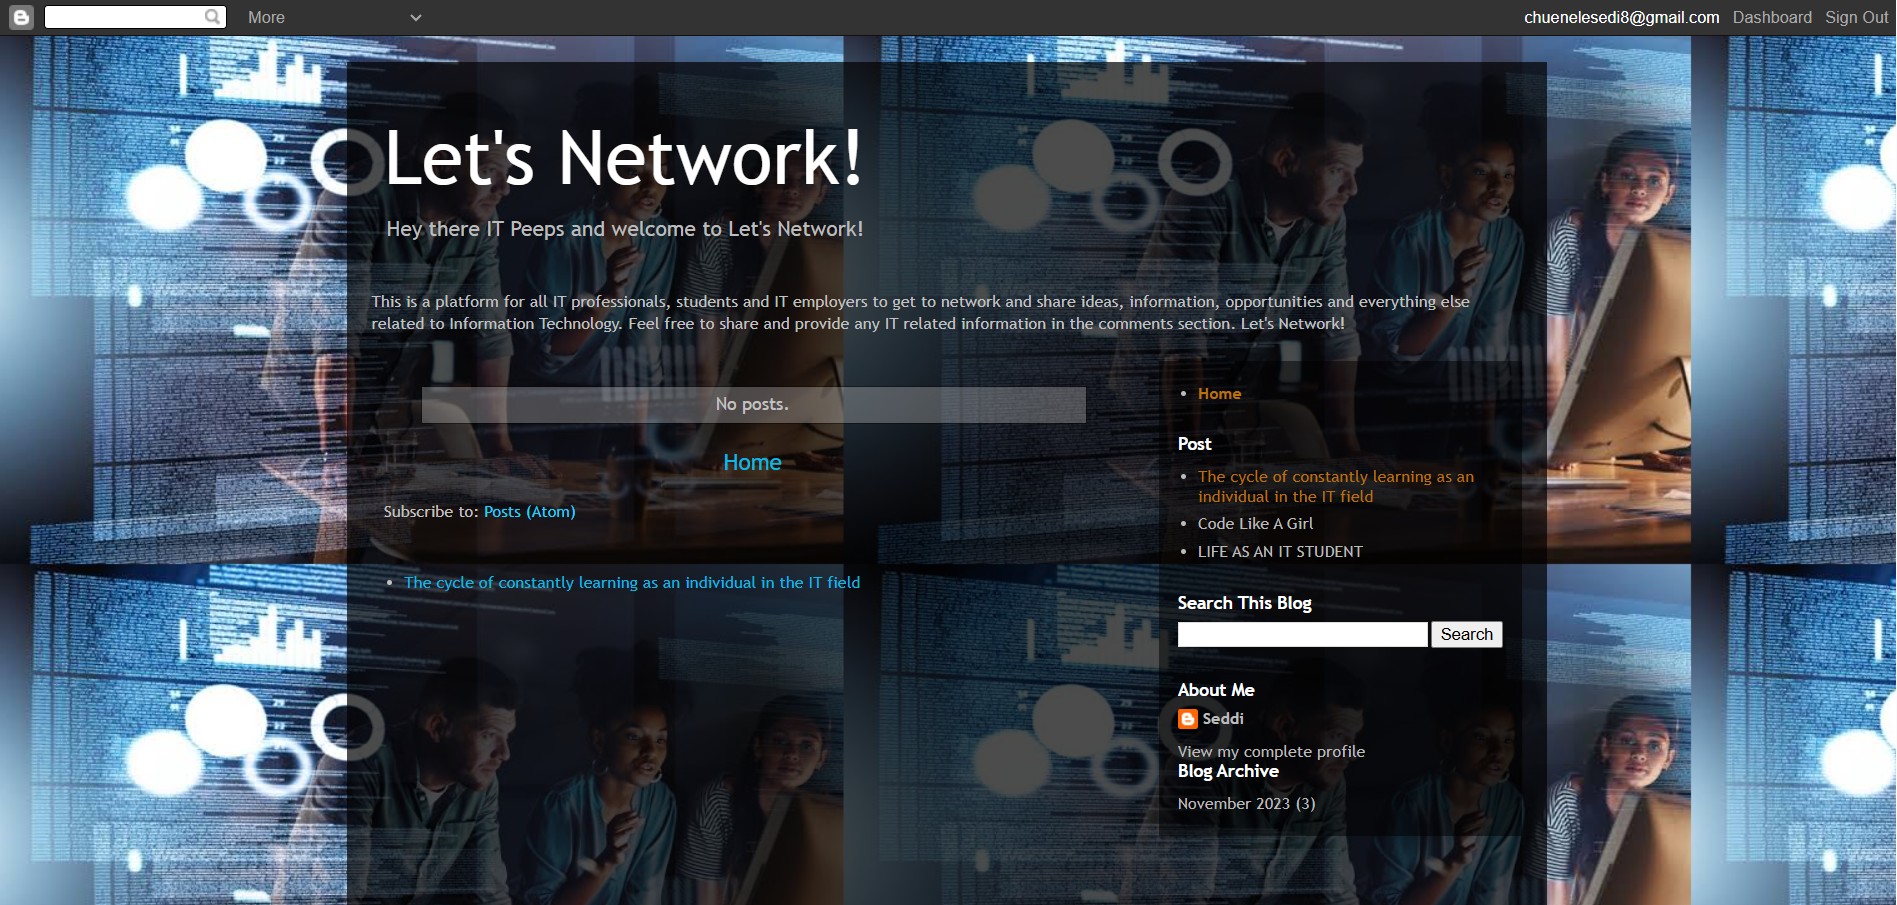 More
chuenelesedi8@gmail.com Dashboard Sign Out
Let's Network!
Hey there IT Peeps and welcome to Let's Network!
This is a platform for all IT professionals, students and IT employers to get to network and share ideas, information, opportunities and everything else
related to Information Technology. Feel free to share and provide any IT related information in the comments section. Let's Network!
No posts.
Home
Subscribe to: Posts (Atom)
The cycle of constantly learning as an individual in the IT field
Home
Post
The cycle of constantly learning as an
individual in the IT field
Code Like A Girl
LIFE AS AN IT STUDENT
Search This Blog
Search
About Me
Seddi
View my complete profile
Blog Archive
November 2023 (3)